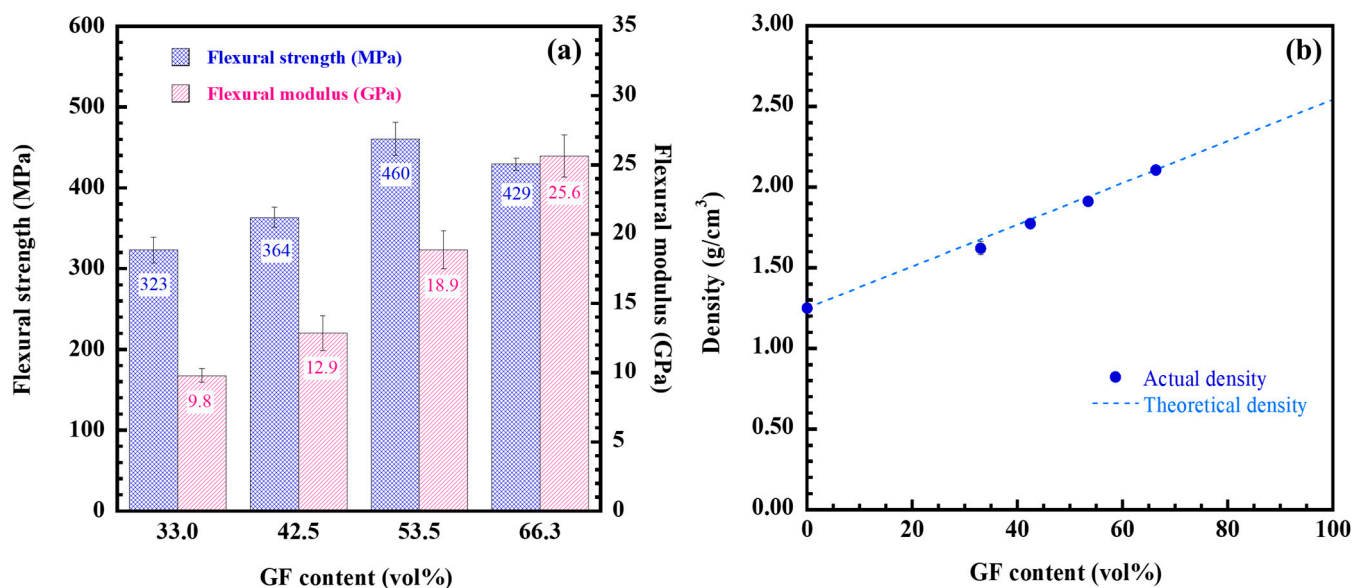 (a)
Flexural strength (MPa)
Flexural modulus (GPa)
600
500
400
300
200
100
0
Flexural strength (MPa)
35
30
25
20
15
10
5
0
Flexural modulus (GPa)
323
9.8
364
12.9
460
18.9
429
25.6
33.0 42.5 53.5 66.3
GF content (vol%)
(b)
3.00
2.50
2.00
1.50
1.00
0.50
0.00
Density (g/cm³)
Actual density
Theoretical density
0 20 40 60 80 100
GF content (vol%)